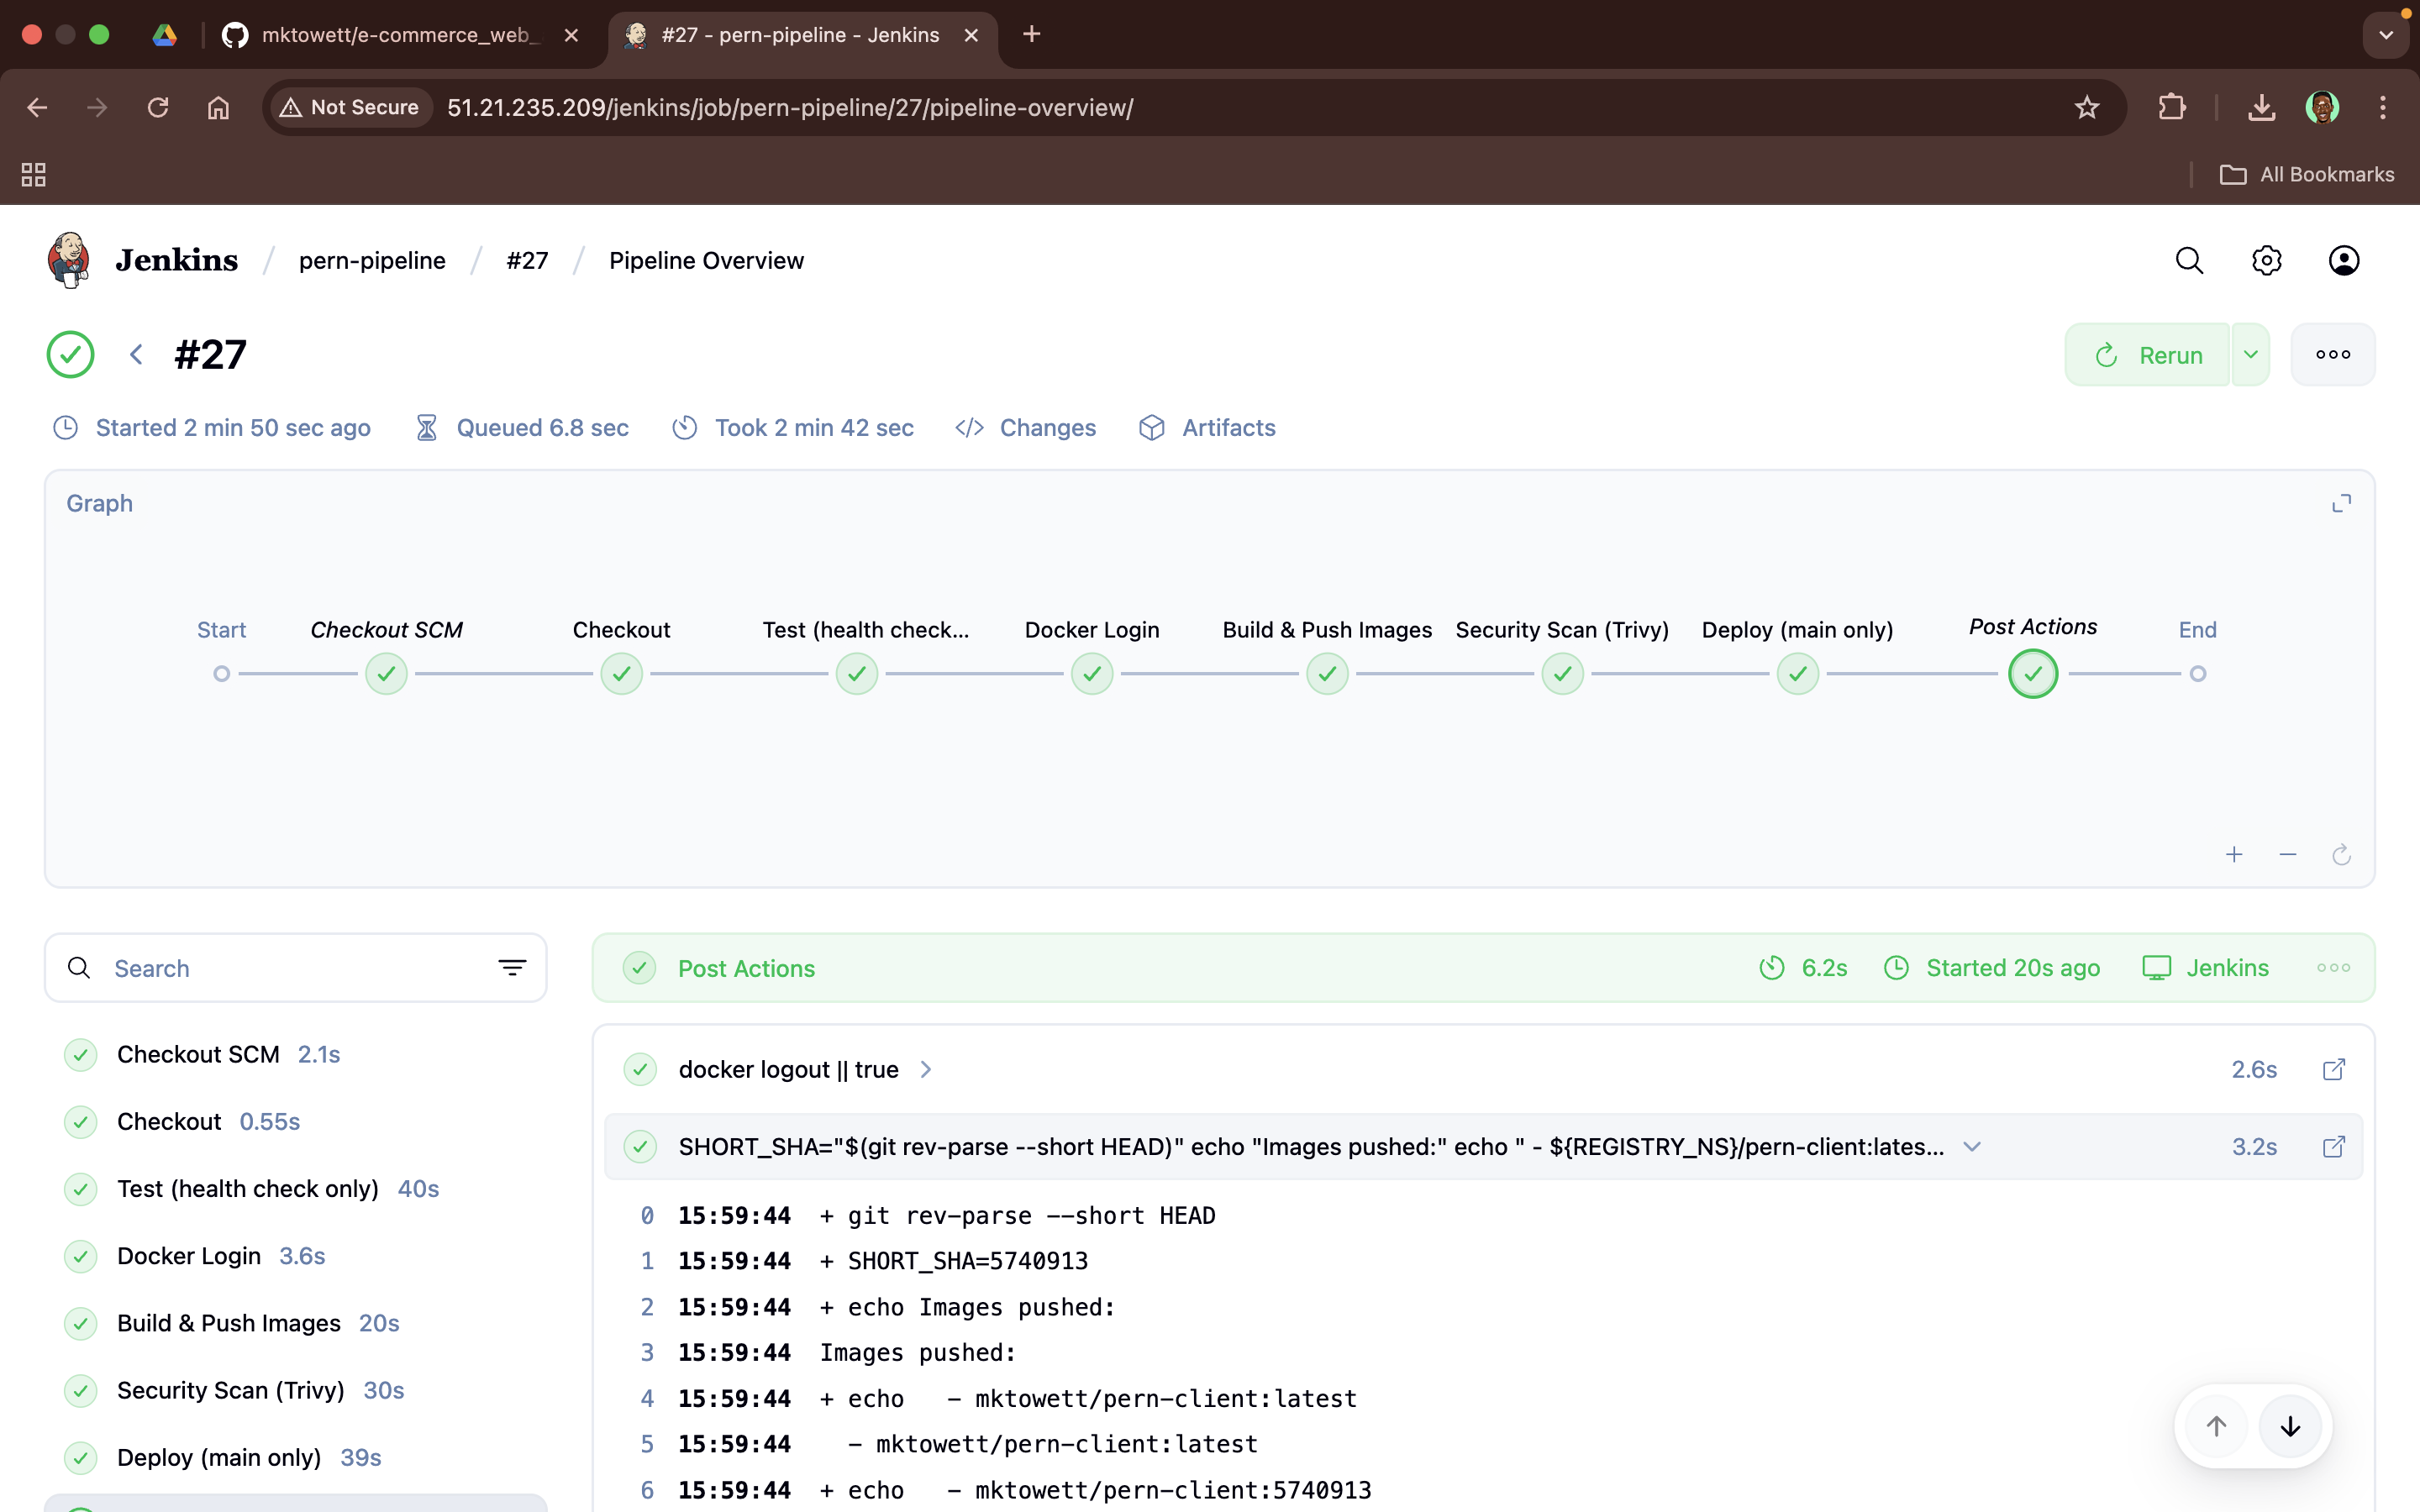 mktowett/e-commerce_web_
#27 - pern-pipeline - Jenkins
Not Secure 51.21.235.209/jenkins/job/pern-pipeline/27/pipeline-overview/
All Bookmarks
Jenkins / pern-pipeline / #27 / Pipeline Overview
#27
Rerun
Started 2 min 50 sec ago Queued 6.8 sec Took 2 min 42 sec Changes Artifacts
Graph
Start Checkout SCM Checkout Test (health check... Docker Login Build & Push Images Security Scan (Trivy) Deploy (main only) Post Actions End
Search
Checkout SCM 2.1s
Checkout 0.55s
Test (health check only) 40s
Docker Login 3.6s
Build & Push Images 20s
Security Scan (Trivy) 30s
Deploy (main only) 39s
Post Actions 6.2s Started 20s ago Jenkins
docker logout || true 2.6s
SHORT_SHA="$(git rev-parse --short HEAD)" echo "Images pushed:" echo " - ${REGISTRY_NS}/pern-client:lates... 3.2s
0 15:59:44 + git rev-parse --short HEAD
1 15:59:44 + SHORT_SHA=5740913
2 15:59:44 + echo Images pushed:
3 15:59:44 Images pushed:
4 15:59:44 + echo   - mktowett/pern-client:latest
5 15:59:44   - mktowett/pern-client:latest
6 15:59:44 + echo   - mktowett/pern-client:5740913